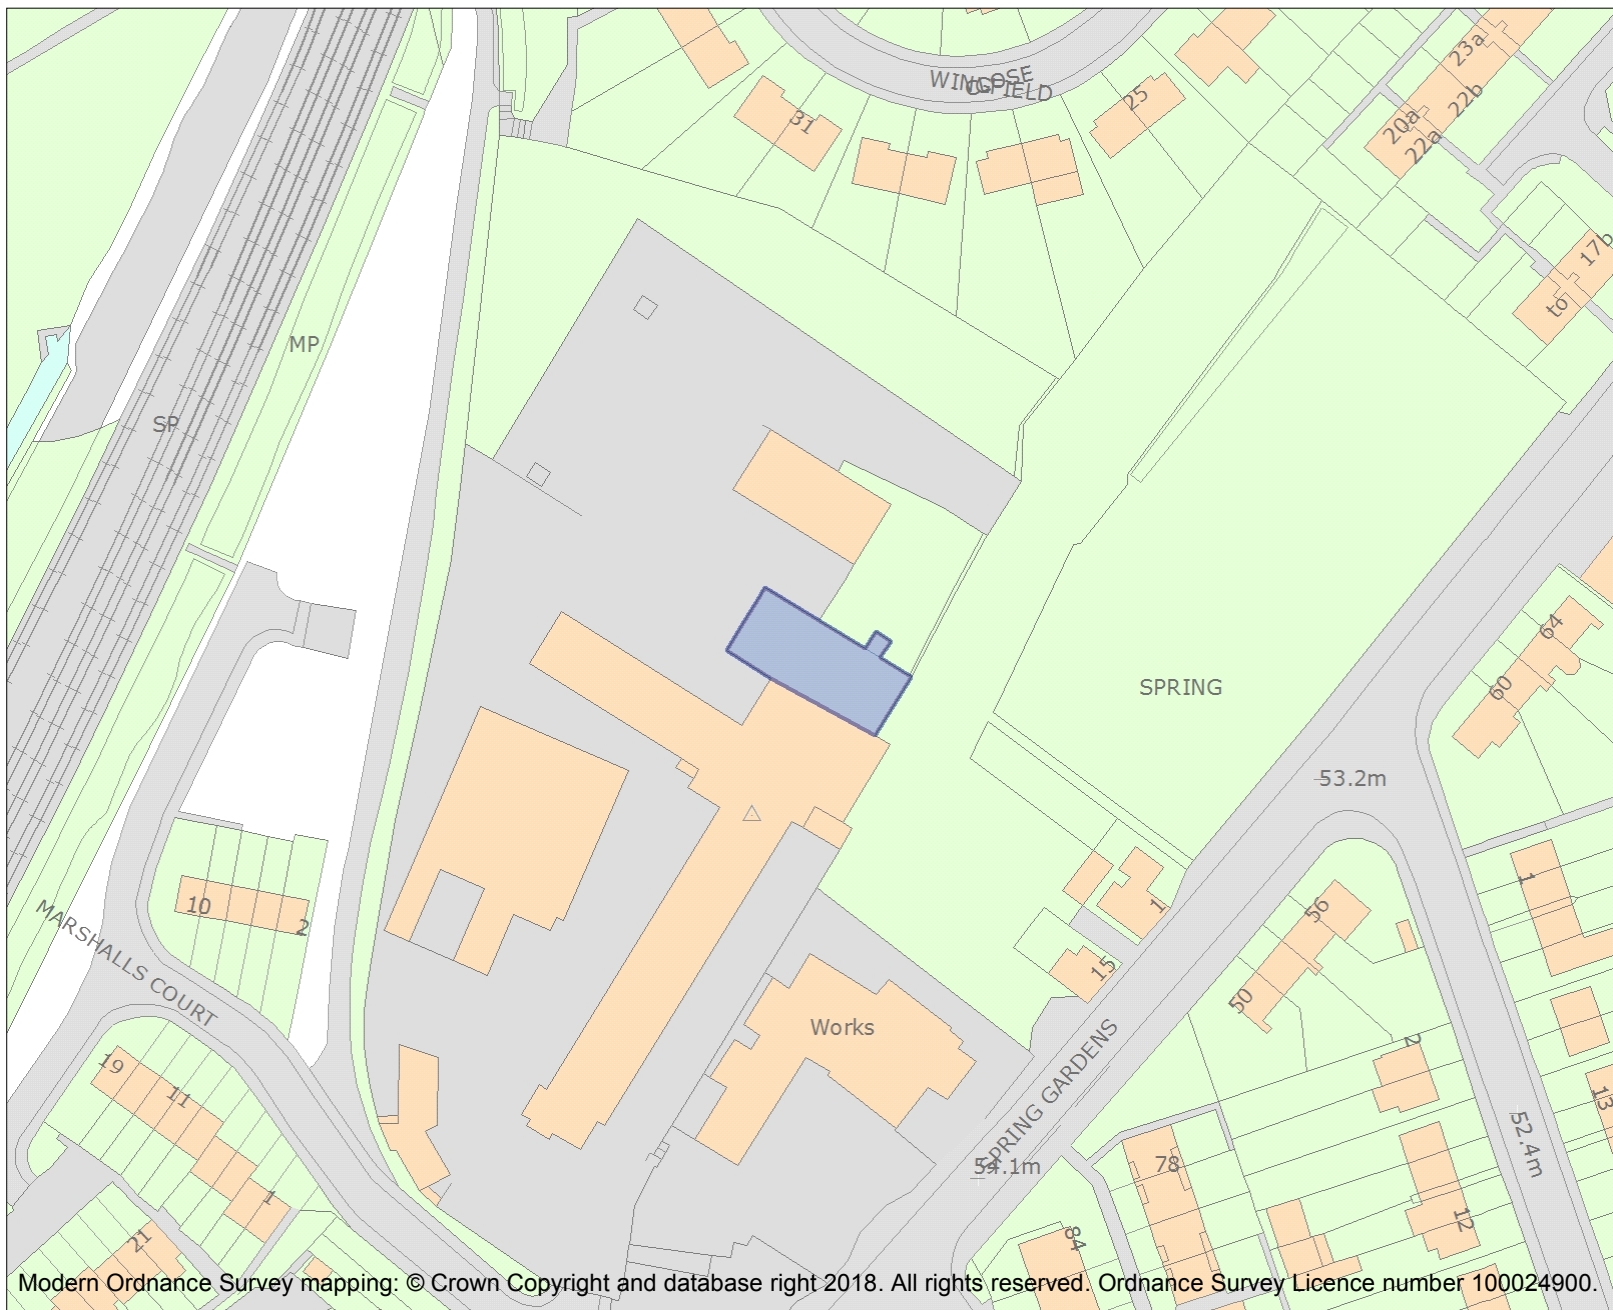 WINGFIELD
CLOSE
31
25
23a
22b
20a
22a
17b
to
MP
SP
SPRING
64
60
53.2m
1
10
2
MARSHALLS COURT
1
15
56
50
Works
SPRING GARDENS
54.1m
2
13
52.4m
19
11
1
21
78
12
84
Modern Ordnance Survey mapping: © Crown Copyright and database right 2018. All rights reserved. Ordnance Survey Licence number 100024900.